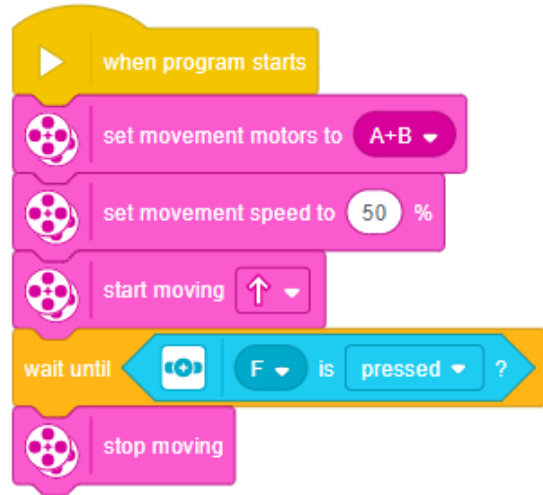 when program starts
set movement motors to A+B
set movement speed to 50 %
start moving
wait until F is pressed ?
stop moving